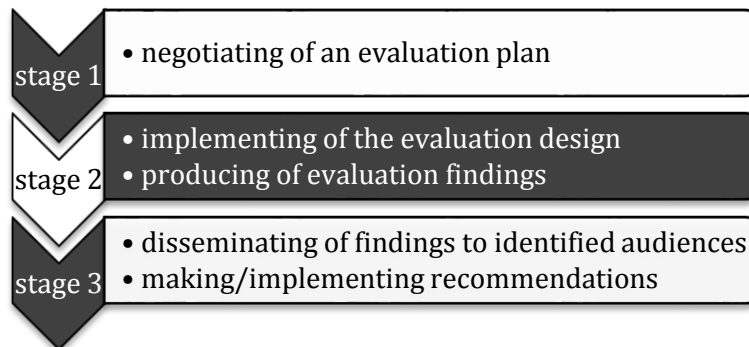 stage 1
• negotiating of an evaluation plan
stage 2
• implementing of the evaluation design
• producing of evaluation findings
stage 3
• disseminating of findings to identified audiences
• making/implementing recommendations